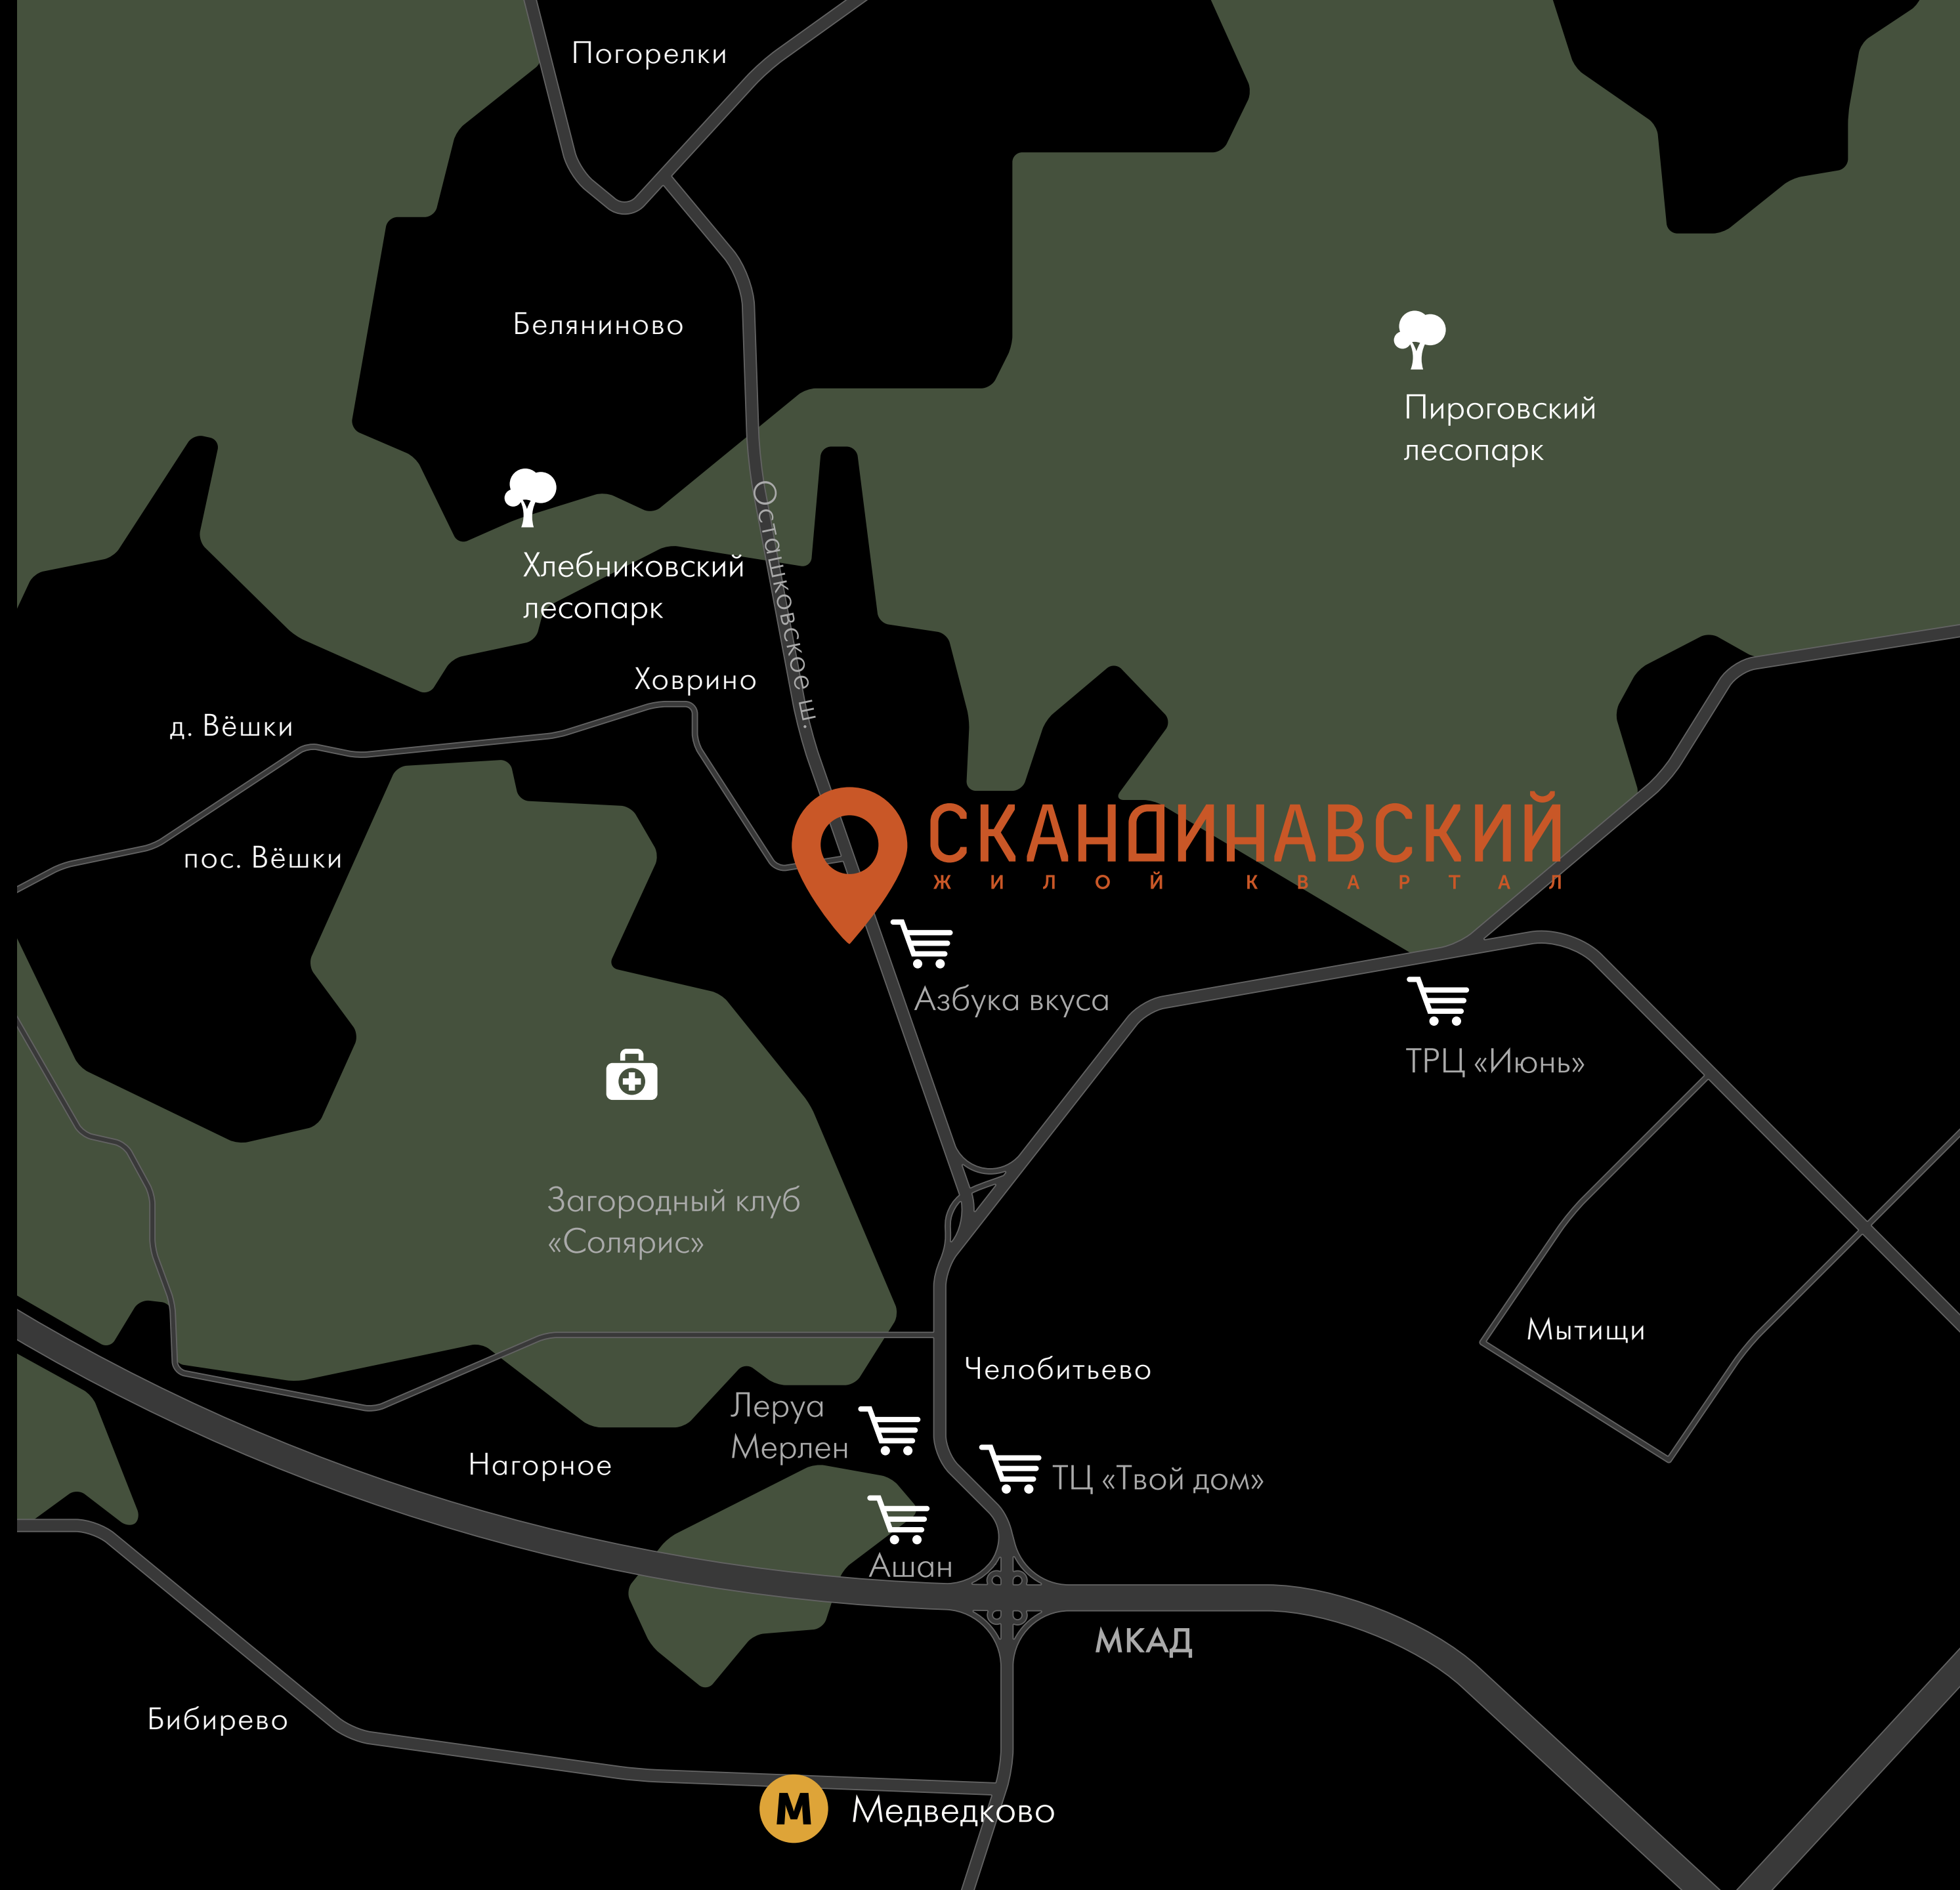 Погорелки
Беляниново
Пироговский
лесопарк
Осташковское ш.
Хлебниковский
лесопарк
Ховрино
д. Вёшки
СКАНДИНАВСКИЙ
ЖИЛОЙ КВАРТАЛ
пос. Вёшки
Азбука вкуса
ТРЦ «Июнь»
Загородный клуб
«Солярис»
Мытищи
Челобитьево
Леруа
Мерлен
Нагорное
ТЦ «Твой дом»
Ашан
МКАД
Бибирево
М
Медведково